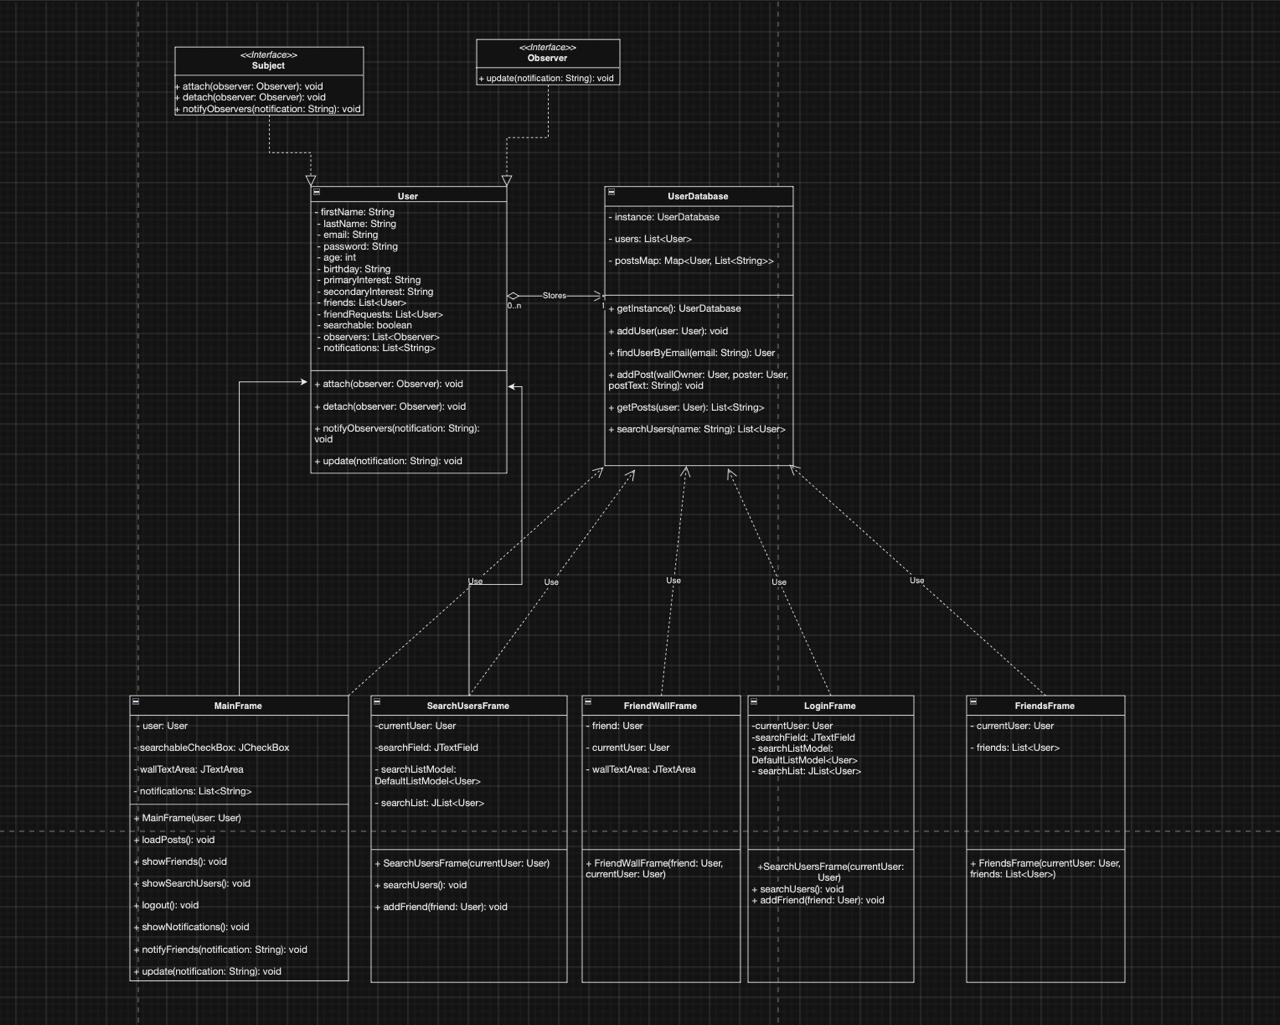 <<Interface>>
Subject
+ attach(observer: Observer): void
+ detach(observer: Observer): void
+ notifyObservers(notification: String): void
<<Interface>>
Observer
+ update(notification: String): void
User
- firstName: String
- lastName: String
- email: String
- password: String
- age: int
- birthday: String
- primaryInterest: String
- secondaryInterest: String
- friends: List<User>
- friendRequests: List<User>
- searchable: boolean
- observers: List<Observer>
- notifications: List<String>
+ attach(observer: Observer): void
+ detach(observer: Observer): void
+ notifyObservers(notification: String):
void
+ update(notification: String): void
Stores
0..n
1
UserDatabase
- instance: UserDatabase
- users: List<User>
- postsMap: Map<User, List<String>>
+ getInstance(): UserDatabase
+ addUser(user: User): void
+ findUserByEmail(email: String): User
+ addPost(wallOwner: User, poster: User,
postText: String): void
+ getPosts(user: User): List<String>
+ searchUsers(name: String): List<User>
Use
Use
Use
Use
Use
MainFrame
- user: User
- searchableCheckBox: JCheckBox
- wallTextArea: JTextArea
- notifications: List<String>
+ MainFrame(user: User)
+ loadPosts(): void
+ showFriends(): void
+ showSearchUsers(): void
+ logout(): void
+ showNotifications(): void
+ notifyFriends(notification: String): void
+ update(notification: String): void
SearchUsersFrame
-currentUser: User
-searchField: JTextField
- searchListModel:
DefaultListModel<User>
- searchList: JList<User>
+ SearchUsersFrame(currentUser: User)
+ searchUsers(): void
+ addFriend(friend: User): void
FriendWallFrame
- friend: User
- currentUser: User
- wallTextArea: JTextArea
+ FriendWallFrame(friend: User,
currentUser: User)
LoginFrame
-currentUser: User
-searchField: JTextField
- searchListModel:
DefaultListModel<User>
- searchList: JList<User>
+SearchUsersFrame(currentUser:
User)
+ searchUsers(): void
+ addFriend(friend: User): void
FriendsFrame
- currentUser: User
- friends: List<User>
+ FriendsFrame(currentUser: User,
friends: List<User>)